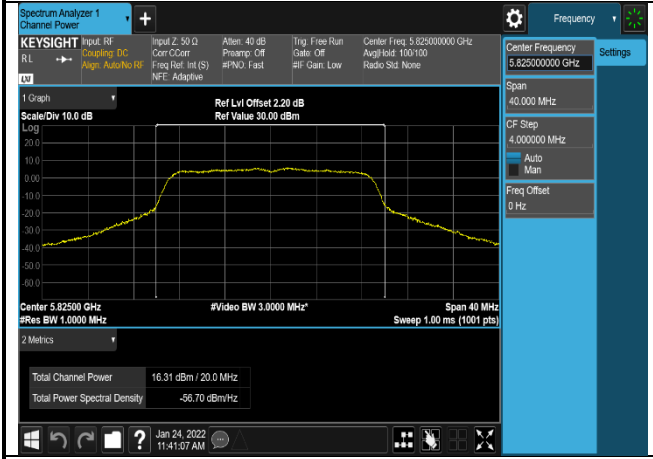 Spectrum Analyzer 1
Channel Power
+
Frequency
KEYSIGHT
R L
LXI
Input: RF
Coupling: DC
Align: Auto/No RF
Input Z: 50 Ω
Corr CCorr
Freq Ref: Int (S)
NFE: Adaptive
Atten: 40 dB
Preamp: Off
#PNO: Fast
Trig: Free Run
Gate: Off
#IF Gain: Low
Center Freq: 5.825000000 GHz
Avg|Hold: 100/100
Radio Std: None
Center Frequency
5.825000000 GHz
Settings
Span
40.000 MHz
CF Step
4.000000 MHz
Auto
Man
Freq Offset
0 Hz
1 Graph
Scale/Div 10.0 dB
Ref Lvl Offset 2.20 dB
Ref Value 30.00 dBm
Log
20.0
10.0
0.00
-10.0
-20.0
-30.0
-40.0
-50.0
-60.0
Center 5.82500 GHz
#Video BW 3.0000 MHz*
Span 40 MHz
#Res BW 1.0000 MHz
Sweep 1.00 ms (1001 pts)
2 Metrics
Total Channel Power 16.31 dBm / 20.0 MHz
Total Power Spectral Density -56.70 dBm/Hz
?
Jan 24, 2022
11:41:07 AM